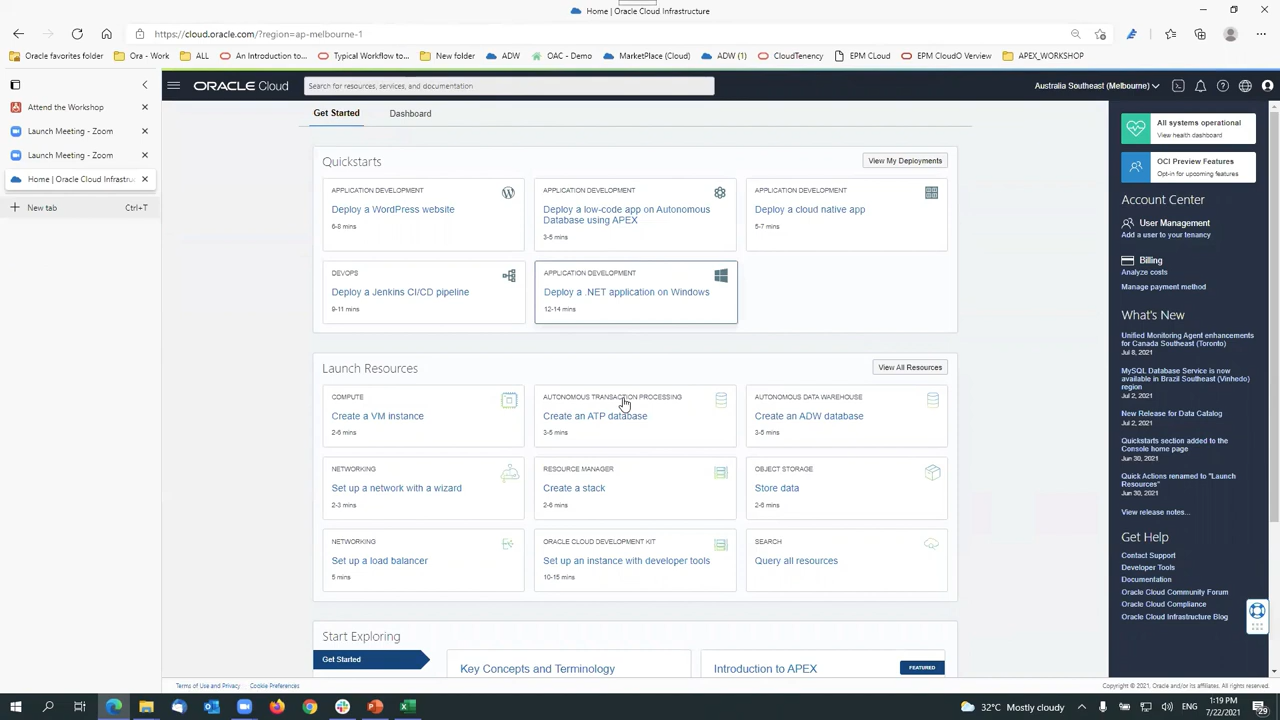 Home | Oracle Cloud Infrastructure
https://cloud.oracle.com/?region=ap-melbourne-1
Oracle favorites folder
Ora - Work
ALL
An Introduction to...
Typical Workflow to...
New folder
ADW
OAC - Demo
MarketPlace (Cloud)
ADW (1)
CloudTenency
EPM CLoud
EPM CloudO Verview
APEX_WORKSHOP
Attend the Workshop
Launch Meeting - Zoom
Launch Meeting - Zoom
Home | Oracle Cloud Infrastruc
New tab
Ctrl+T
ORACLE Cloud
Search for resources, services, and documentation
Australia Southeast (Melbourne)
Get Started
Dashboard
Quickstarts
View My Deployments
APPLICATION DEVELOPMENT
Deploy a WordPress website
6-8 mins
APPLICATION DEVELOPMENT
Deploy a low-code app on Autonomous
Database using APEX
3-5 mins
APPLICATION DEVELOPMENT
Deploy a cloud native app
5-7 mins
DEVOPS
Deploy a Jenkins CI/CD pipeline
9-11 mins
APPLICATION DEVELOPMENT
Deploy a .NET application on Windows
12-14 mins
Launch Resources
View All Resources
COMPUTE
Create a VM instance
2-6 mins
AUTONOMOUS TRANSACTION PROCESSING
Create an ATP database
3-5 mins
AUTONOMOUS DATA WAREHOUSE
Create an ADW database
3-5 mins
NETWORKING
Set up a network with a wizard
2-3 mins
RESOURCE MANAGER
Create a stack
2-6 mins
OBJECT STORAGE
Store data
2-6 mins
NETWORKING
Set up a load balancer
5 mins
ORACLE CLOUD DEVELOPMENT KIT
Set up an instance with developer tools
10-15 mins
SEARCH
Query all resources
Start Exploring
Get Started
Key Concepts and Terminology
Introduction to APEX
FEATURED
All systems operational
View health dashboard
OCI Preview Features
Opt-in for upcoming features
Account Center
User Management
Add a user to your tenancy
Billing
Analyze costs
Manage payment method
What's New
Unified Monitoring Agent enhancements
for Canada Southeast (Toronto)
Jul 8, 2021
MySQL Database Service is now
available in Brazil Southeast (Vinhedo)
region
Jul 2, 2021
New Release for Data Catalog
Jul 2, 2021
Quickstarts section added to the
Console home page
Jun 30, 2021
Quick Actions renamed to "Launch
Resources"
Jun 30, 2021
View release notes...
Get Help
Contact Support
Developer Tools
Documentation
Oracle Cloud Community Forum
Oracle Cloud Compliance
Oracle Cloud Infrastructure Blog
Terms of Use and Privacy
Cookie Preferences
Copyright © 2021, Oracle and/or its affiliates. All rights reserved.
32°C Mostly cloudy
ENG
1:19 PM
7/22/2021
29